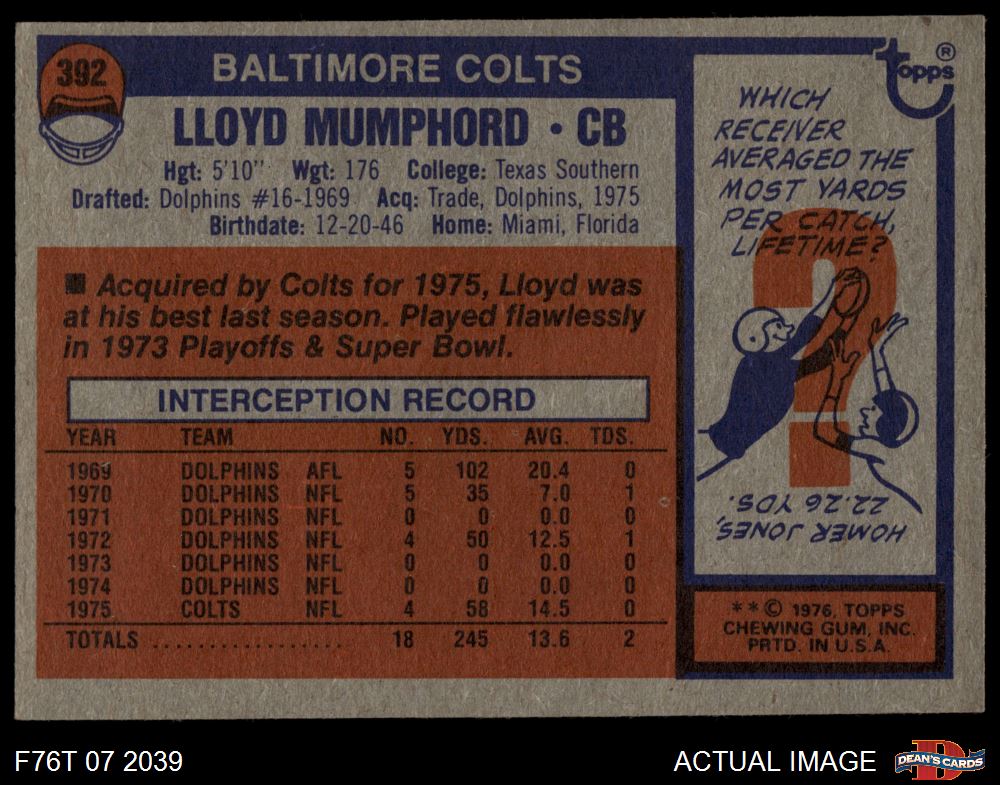 392
BALTIMORE COLTS
LLOYD MUMPHORD • CB
Hgt: 5'10" Wgt: 176 College: Texas Southern
Drafted: Dolphins #16-1969 Acq: Trade, Dolphins, 1975
Birthdate: 12-20-46 Home: Miami, Florida
■ Acquired by Colts for 1975, Lloyd was
at his best last season. Played flawlessly
in 1973 Playoffs & Super Bowl.
INTERCEPTION RECORD
YEAR TEAM NO. YDS. AVG. TDS.
1969 DOLPHINS AFL 5 102 20.4 0
1970 DOLPHINS NFL 5 35 7.0 1
1971 DOLPHINS NFL 0 0 0.0 0
1972 DOLPHINS NFL 4 50 12.5 1
1973 DOLPHINS NFL 0 0 0.0 0
1974 DOLPHINS NFL 0 0 0.0 0
1975 COLTS NFL 4 58 14.5 0
TOTALS .................. 18 245 13.6 2
topps ®
WHICH
RECEIVER
AVERAGED THE
MOST YARDS
PER CATCH,
LIFETIME?
?
HOMER JONES,
22.26 YDS.
**© 1976, TOPPS
CHEWING GUM, INC.
PRTD. IN U.S.A.
F76T 07 2039
ACTUAL IMAGE
DEAN'S CARDS